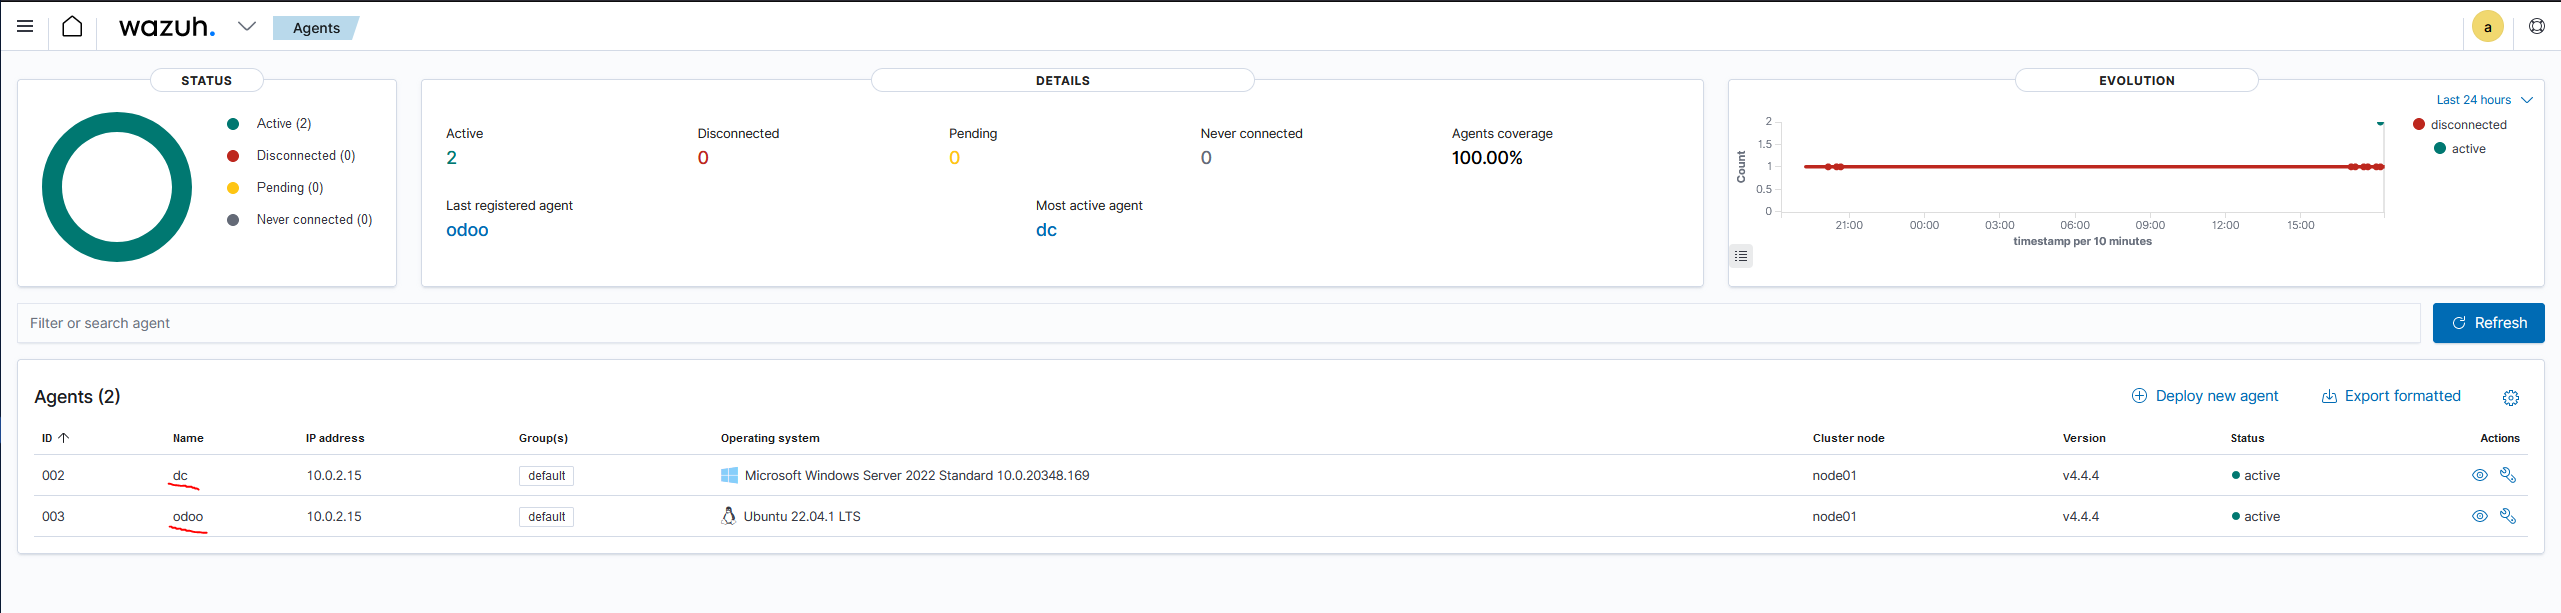 wazuh. Agents a
STATUS
Active (2)
Disconnected (0)
Pending (0)
Never connected (0)
DETAILS
Active Disconnected Pending Never connected Agents coverage
2 0 0 0 100.00%
Last registered agent Most active agent
odoo dc
EVOLUTION
Last 24 hours
disconnected
active
2
1.5
1
0.5
0
Count
21:00 00:00 03:00 06:00 09:00 12:00 15:00
timestamp per 10 minutes
Filter or search agent Refresh
Agents (2) Deploy new agent Export formatted
ID Name IP address Group(s) Operating system Cluster node Version Status Actions
002 dc 10.0.2.15 default Microsoft Windows Server 2022 Standard 10.0.20348.169 node01 v4.4.4 active
003 odoo 10.0.2.15 default Ubuntu 22.04.1 LTS node01 v4.4.4 active